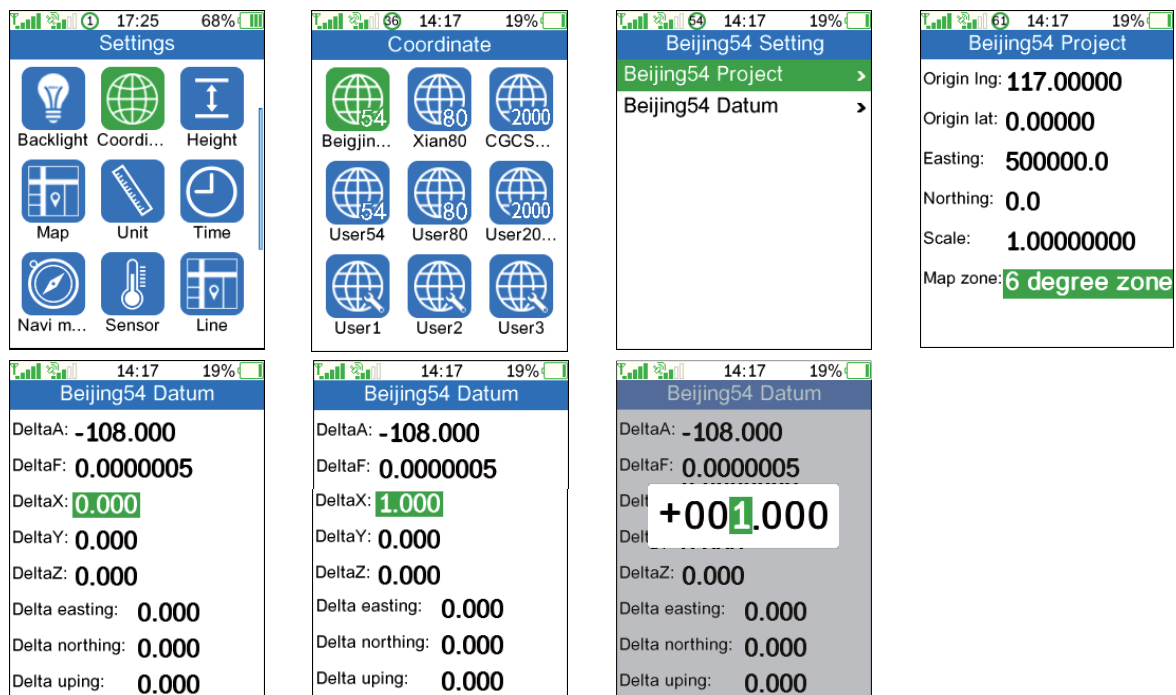 1 17:25 68%
Settings
Backlight Coordi... Height
Map Unit Time
Navi m... Sensor Line
36 14:17 19%
Coordinate
54 80 2000
Beigjin... Xian80 CGCS...
54 80 2000
User54 User80 User20...
User1 User2 User3
54 14:17 19%
Beijing54 Setting
Beijing54 Project >
Beijing54 Datum >
61 14:17 19%
Beijing54 Project
Origin lng: 117.00000
Origin lat: 0.00000
Easting: 500000.0
Northing: 0.0
Scale: 1.00000000
Map zone: 6 degree zone
14:17 19%
Beijing54 Datum
DeltaA: -108.000
DeltaF: 0.0000005
DeltaX: 0.000
DeltaY: 0.000
DeltaZ: 0.000
Delta easting: 0.000
Delta northing: 0.000
Delta uping: 0.000
14:17 19%
Beijing54 Datum
DeltaA: -108.000
DeltaF: 0.0000005
DeltaX: 1.000
DeltaY: 0.000
DeltaZ: 0.000
Delta easting: 0.000
Delta northing: 0.000
Delta uping: 0.000
14:17 19%
Beijing54 Datum
DeltaA: -108.000
DeltaF: 0.0000005
+001.000
DeltaZ: 0.000
Delta easting: 0.000
Delta northing: 0.000
Delta uping: 0.000